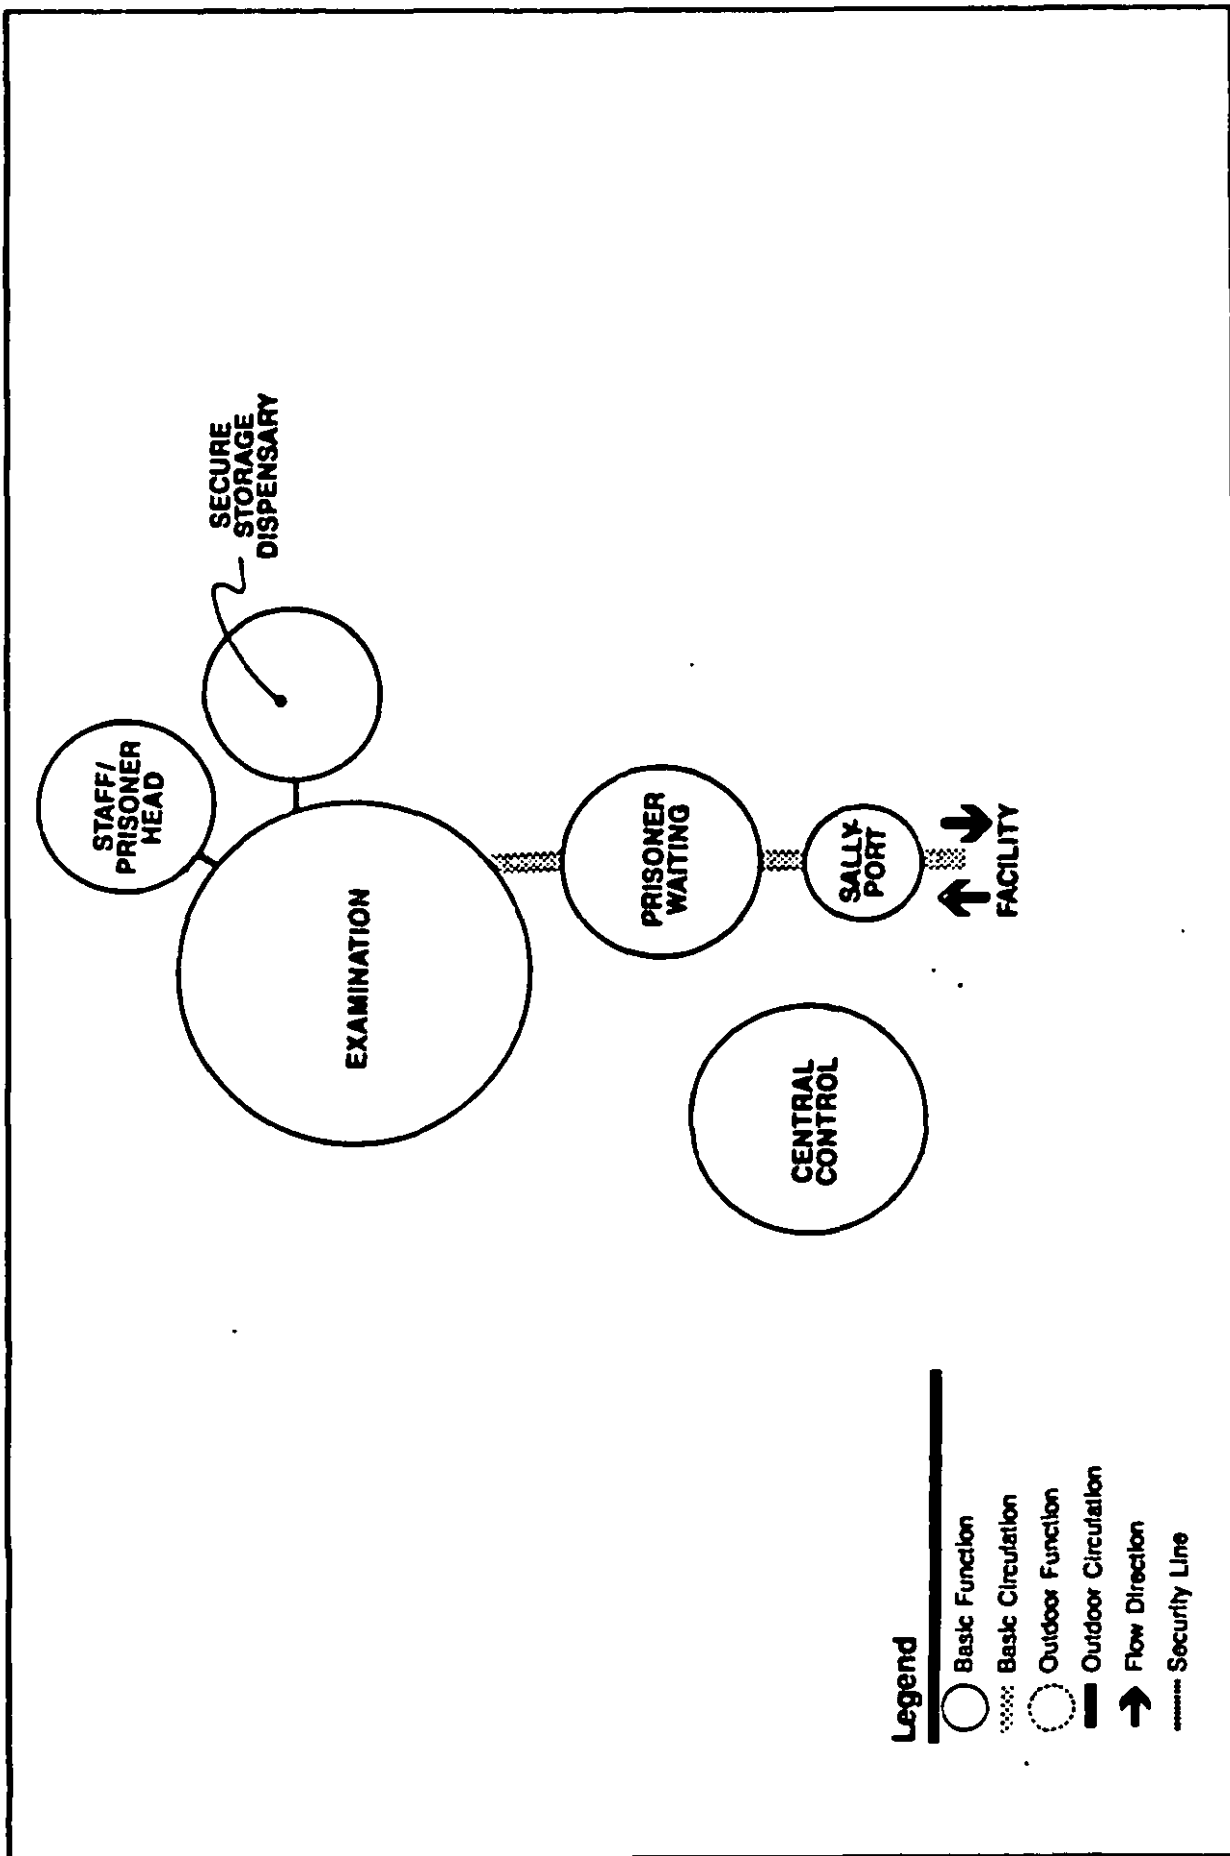 STAFF/
PRISONER
HEAD
SECURE
STORAGE
DISPENSARY
EXAMINATION
PRISONER
WAITING
CENTRAL
CONTROL
SALLY-
PORT
FACILITY
Legend
Basic Function
Basic Circulation
Outdoor Function
Outdoor Circulation
Flow Direction
Security Line